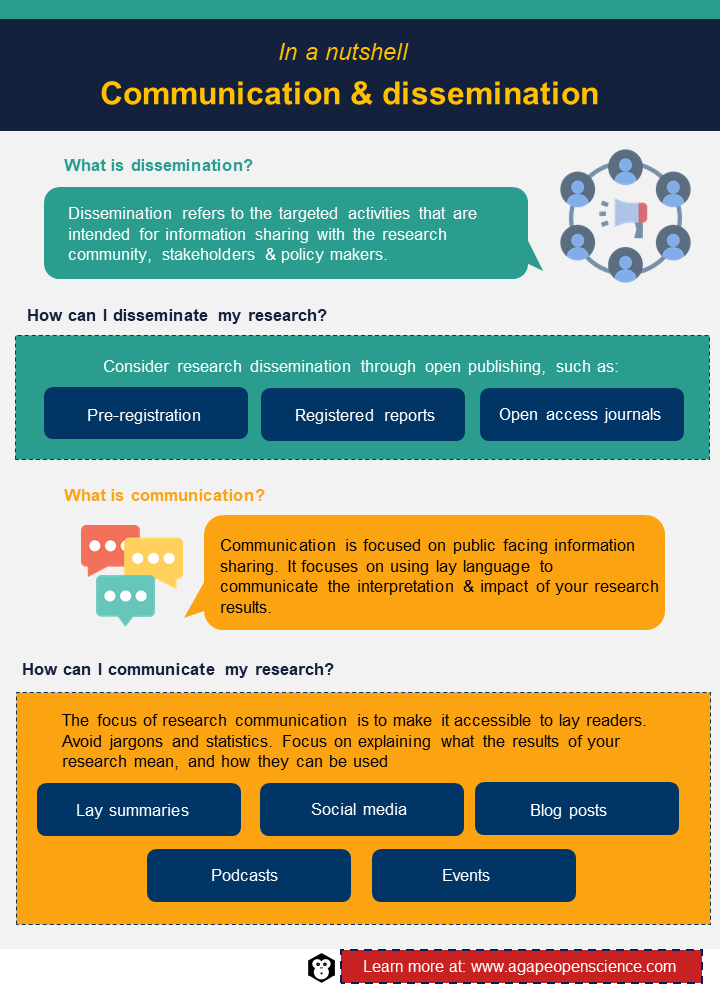 In a nutshell
Communication & dissemination
What is dissemination?
Dissemination refers to the targeted activities that are
intended for information sharing with the research
community, stakeholders & policy makers.
How can I disseminate my research?
Consider research dissemination through open publishing, such as:
Pre-registration
Registered reports
Open access journals
What is communication?
Communication is focused on public facing information
sharing. It focuses on using lay language to
communicate the interpretation & impact of your research
results.
How can I communicate my research?
The focus of research communication is to make it accessible to lay readers.
Avoid jargons and statistics. Focus on explaining what the results of your
research mean, and how they can be used
Lay summaries
Social media
Blog posts
Podcasts
Events
Learn more at: www.agapeopenscience.com